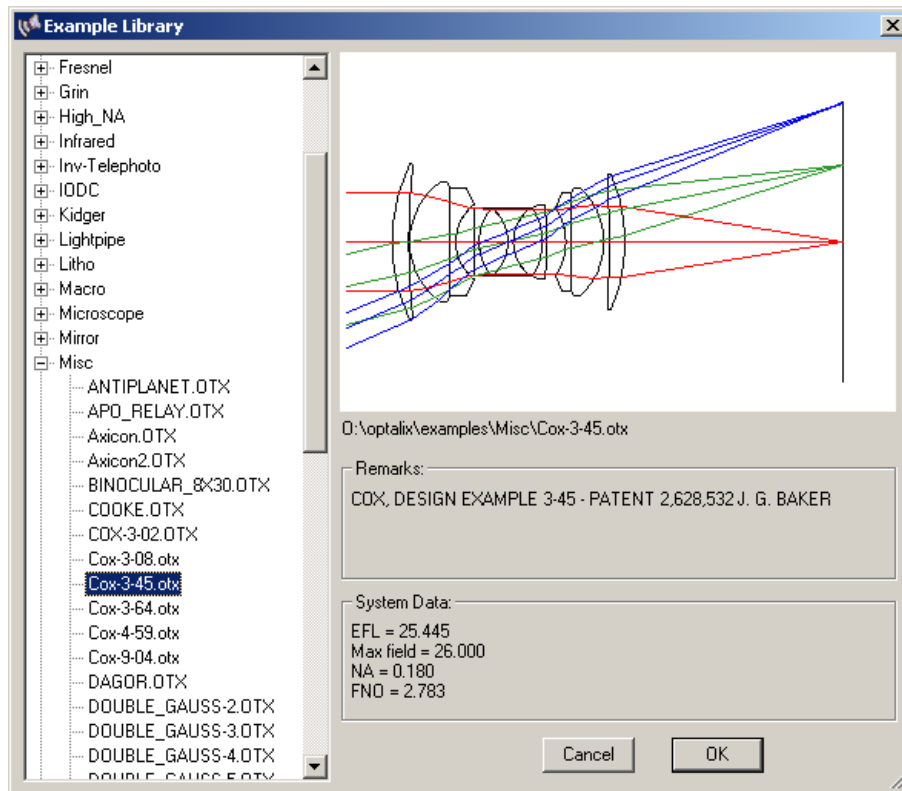 Example Library
Fresnel
Grin
High_NA
Infrared
Inv-Telephoto
IODC
Kidger
Lightpipe
Litho
Macro
Microscope
Mirror
Misc
ANTIPLANET.OTX
APO_RELAY.OTX
Axicon.OTX
Axicon2.OTX
BINOCULAR_8X30.OTX
COOKE.OTX
COX-3-02.OTX
Cox-3-08.otx
Cox-3-45.otx
Cox-3-64.otx
Cox-4-59.otx
Cox-9-04.otx
DAGOR.OTX
DOUBLE_GAUSS-2.OTX
DOUBLE_GAUSS-3.OTX
DOUBLE_GAUSS-4.OTX
DOUBLE_GAUSS-5.OTX
O:\optalix\examples\Misc\Cox-3-45.otx
Remarks:
COX, DESIGN EXAMPLE 3-45 - PATENT 2,628,532 J. G. BAKER
System Data:
EFL = 25.445
Max field = 26.000
NA = 0.180
FNO = 2.783
Cancel
OK